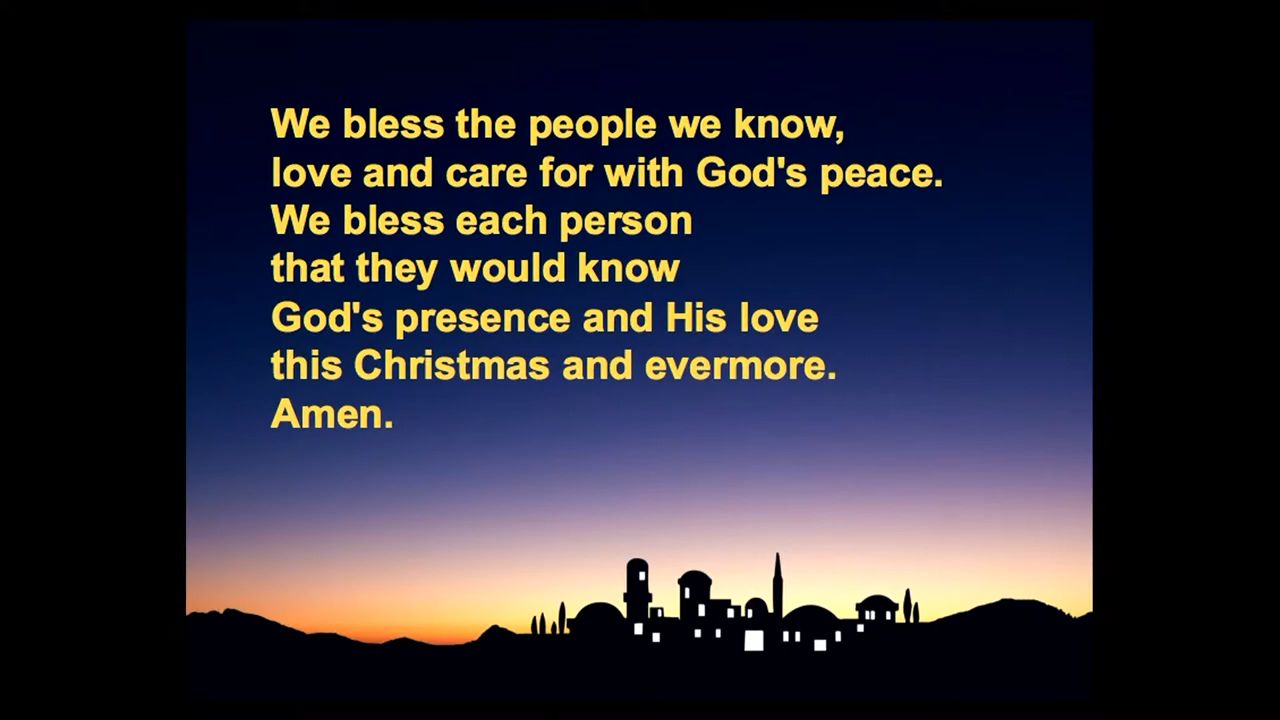 We bless the people we know,
love and care for with God's peace.
We bless each person
that they would know
God's presence and His love
this Christmas and evermore.
Amen.